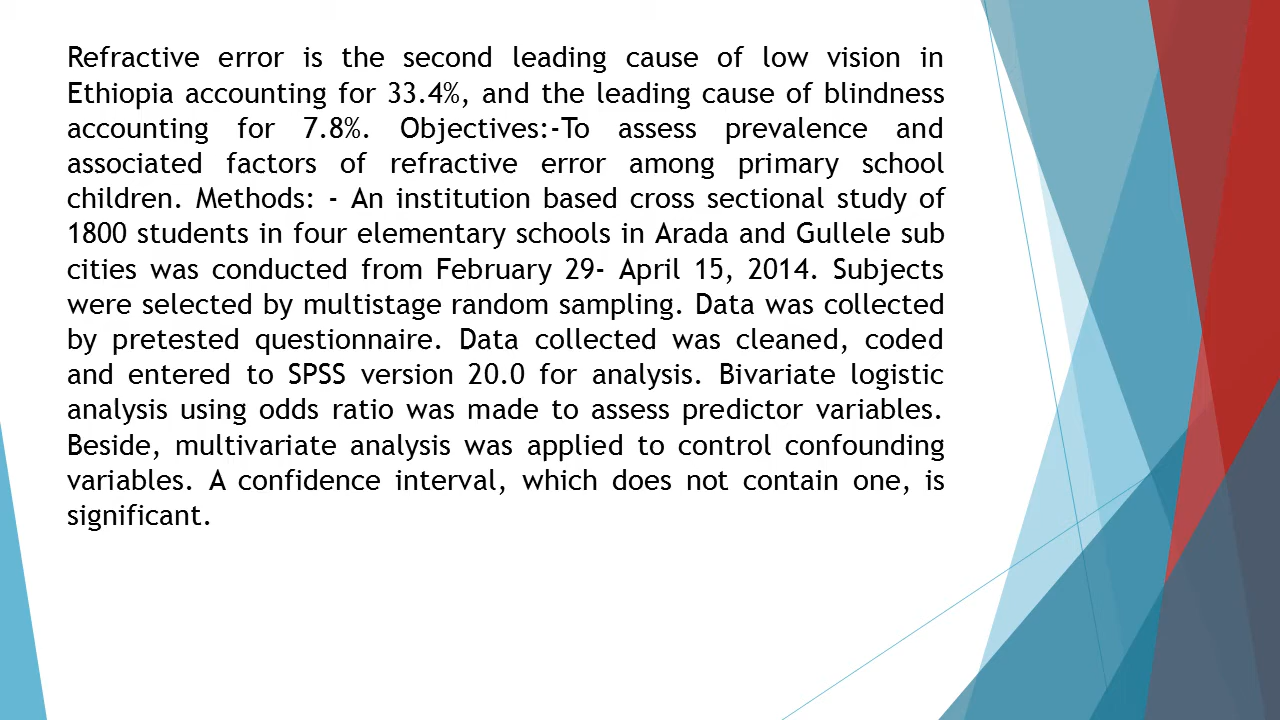 Refractive error is the second leading cause of low vision in
Ethiopia accounting for 33.4%, and the leading cause of blindness
accounting for 7.8%. Objectives:-To assess prevalence and
associated factors of refractive error among primary school
children. Methods: - An institution based cross sectional study of
1800 students in four elementary schools in Arada and Gullele sub
cities was conducted from February 29- April 15, 2014. Subjects
were selected by multistage random sampling. Data was collected
by pretested questionnaire. Data collected was cleaned, coded
and entered to SPSS version 20.0 for analysis. Bivariate logistic
analysis using odds ratio was made to assess predictor variables.
Beside, multivariate analysis was applied to control confounding
variables. A confidence interval, which does not contain one, is
significant.